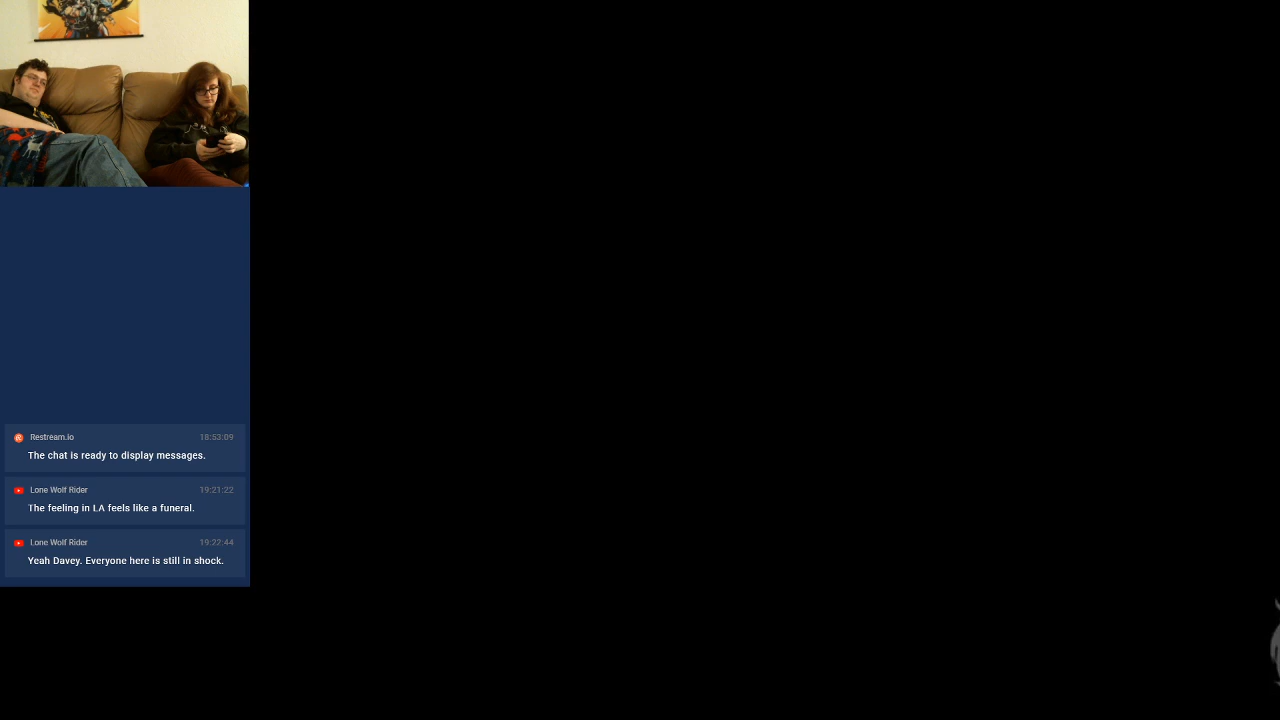 Restream.io 18:53:09
The chat is ready to display messages.
Lone Wolf Rider 19:21:22
The feeling in LA feels like a funeral.
Lone Wolf Rider 19:22:44
Yeah Davey. Everyone here is still in shock.